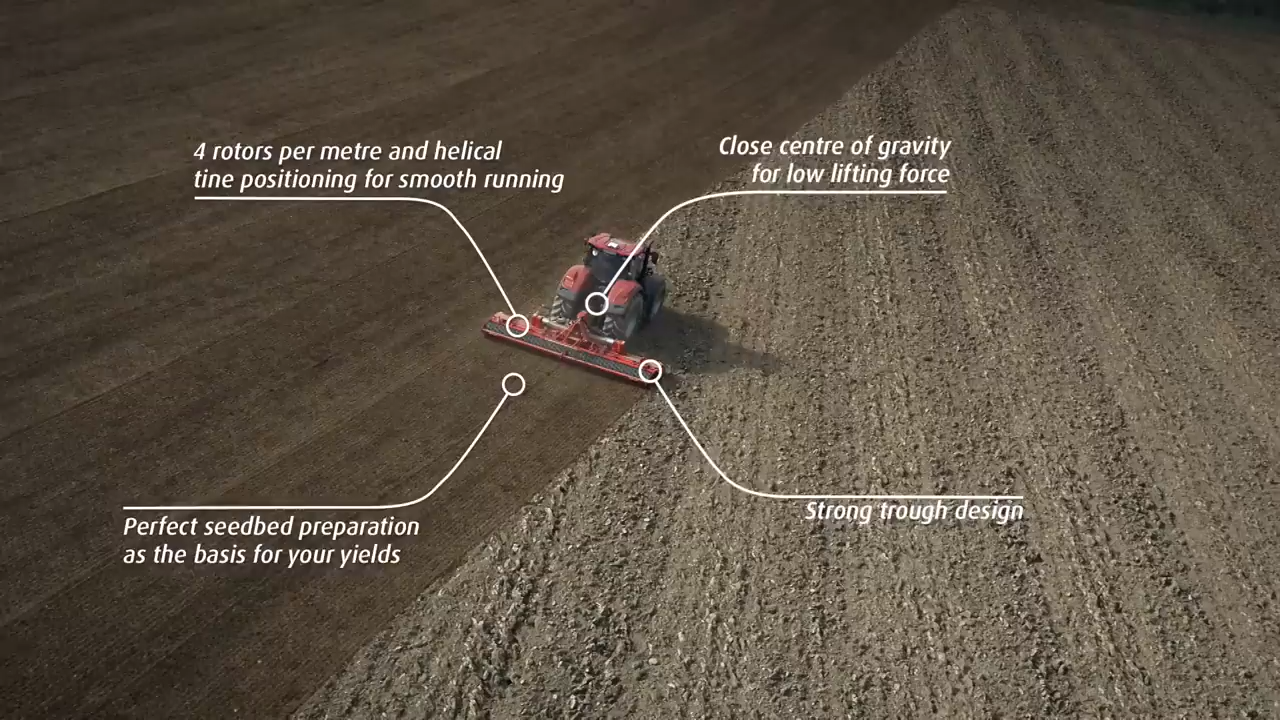 4 rotors per metre and helical
tine positioning for smooth running
Close centre of gravity
for low lifting force
Perfect seedbed preparation
as the basis for your yields
Strong trough design